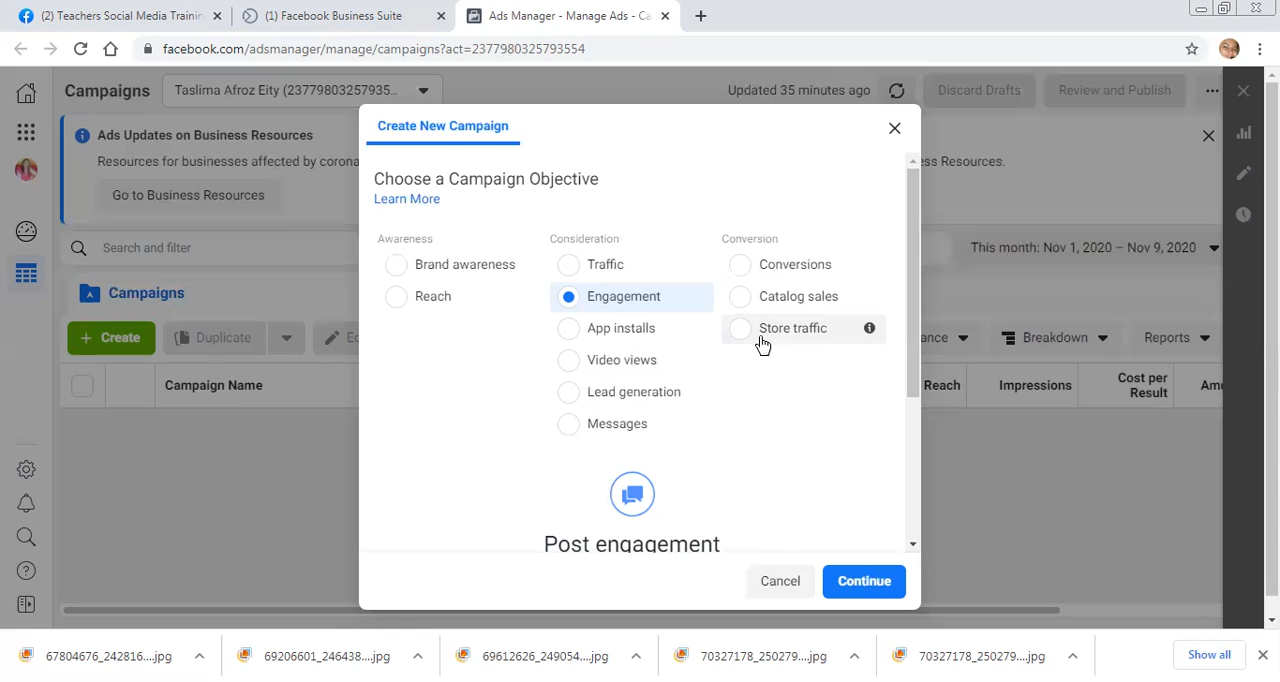 (2) Teachers Social Media Trainin
(1) Facebook Business Suite
Ads Manager - Manage Ads - Ca
facebook.com/adsmanager/manage/campaigns?act=2377980325793554
Campaigns
Taslima Afroz Eity (23779803257935...
Updated 35 minutes ago
Discard Drafts
Review and Publish
Ads Updates on Business Resources
Resources for businesses affected by corona
ess Resources.
Go to Business Resources
Search and filter
This month: Nov 1, 2020 – Nov 9, 2020
Campaigns
+ Create
Duplicate
Breakdown
Reports
Campaign Name
Reach
Impressions
Cost per
Result
Create New Campaign
Choose a Campaign Objective
Learn More
Awareness
Consideration
Conversion
Brand awareness
Traffic
Conversions
Reach
Engagement
Catalog sales
App installs
Store traffic
Video views
Lead generation
Messages
Post engagement
Cancel
Continue
67804676_242816....jpg
69206601_246438....jpg
69612626_249054....jpg
70327178_250279....jpg
70327178_250279....jpg
Show all